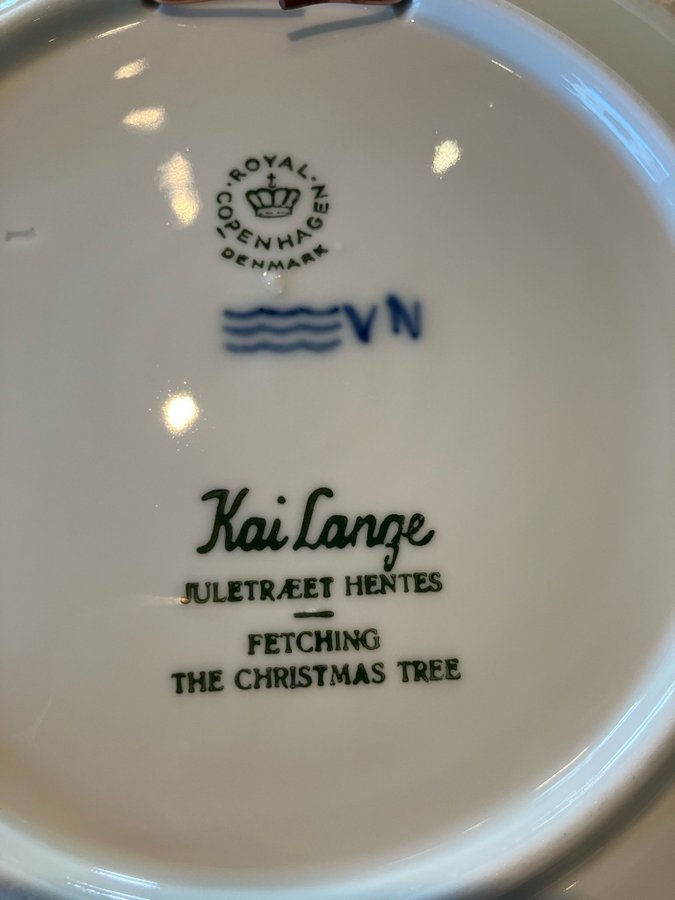 ROYAL
COPENHAGEN
DENMARK
VN
Kai Lange
JULETRÆET HENTES
FETCHING
THE CHRISTMAS TREE